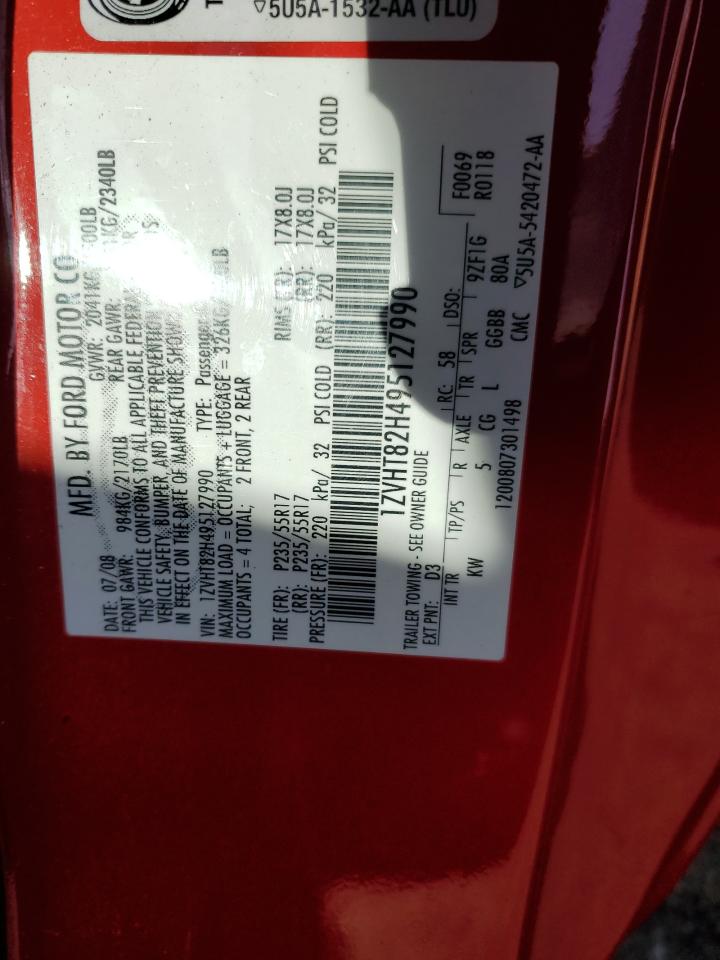 5U5A-1532-AA (TLU)
MFD. BY FORD MOTOR CO.
DATE: 07/08 GVWR: 2041KG
FRONT GAWR: 984KG/2170LB REAR GAWR: KG/2340LB
THIS VEHICLE CONFORMS TO ALL APPLICABLE FEDERAL
VEHICLE SAFETY, BUMPER, AND THEFT PREVENTION
IN EFFECT ON THE DATE OF MANUFACTURE SHOWN
VIN: 1ZVHT82H495127990 TYPE: Passenger
MAXIMUM LOAD = OCCUPANTS + LUGGAGE = 326KG
OCCUPANTS = 4 TOTAL; 2 FRONT, 2 REAR
TIRE (FR): P235/55R17 RIMS (FR): 17X8.0J
(RR): P235/55R17 (RR): 17X8.0J
PRESSURE (FR): 220 kPa/ 32 PSI COLD (RR): 220 kPa/ 32 PSI COLD
1ZVHT82H495127990
TRAILER TOWING - SEE OWNER GUIDE
EXT PNT: D3 RC: 58 DSO: F0069
R0118
INT TR TP/PS R AXLE TR SPR
KW 5 CG L GGBB 9ZF1G
80A
1200807301498 CMC 5U5A-5420472-AA